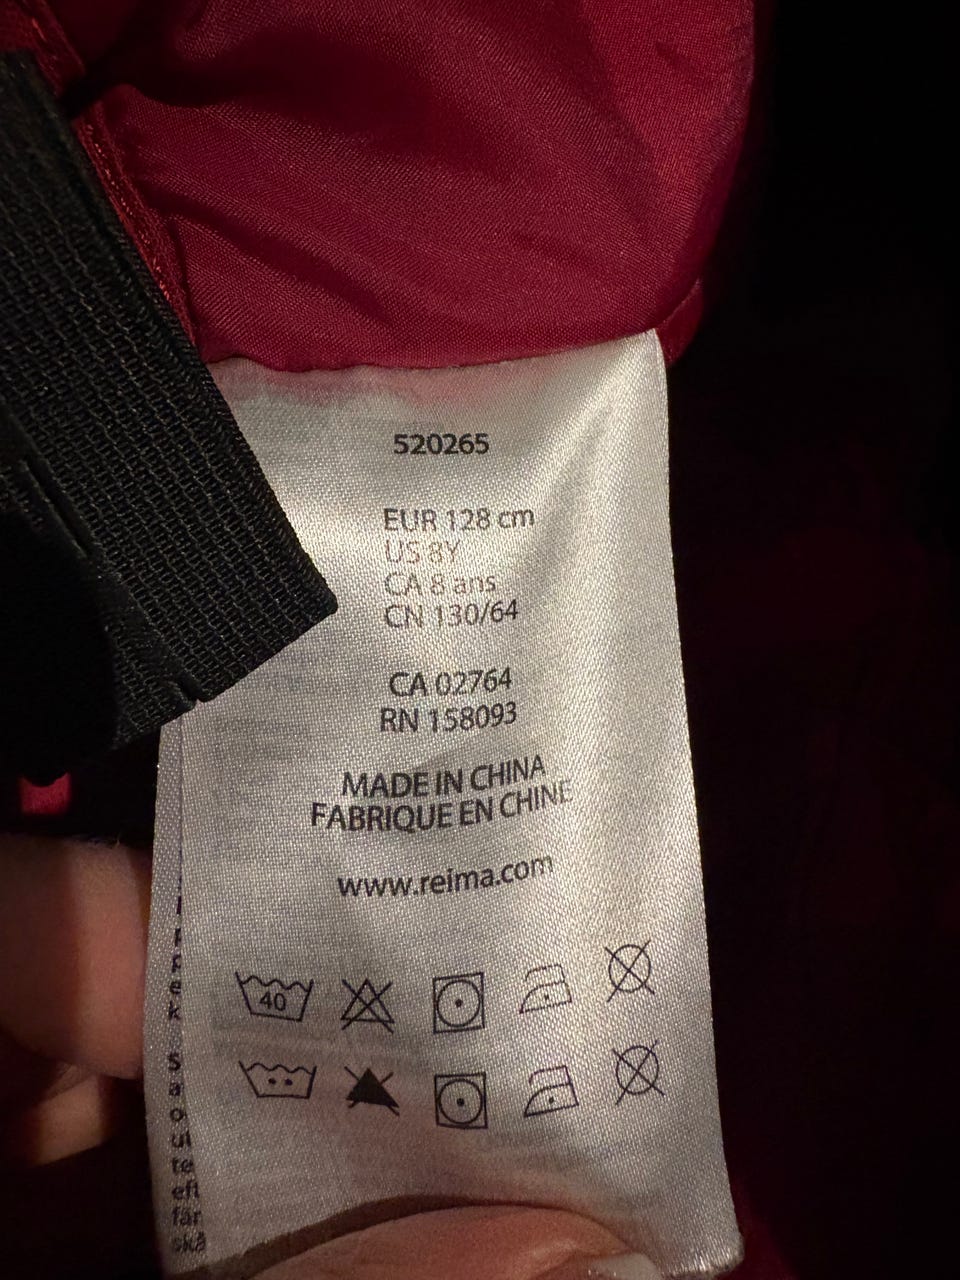 520265
EUR 128 cm
US 8Y
CA 8 ans
CN 130/64
CA 02764
RN 158093
MADE IN CHINA
FABRIQUE EN CHINE
www.reima.com
40